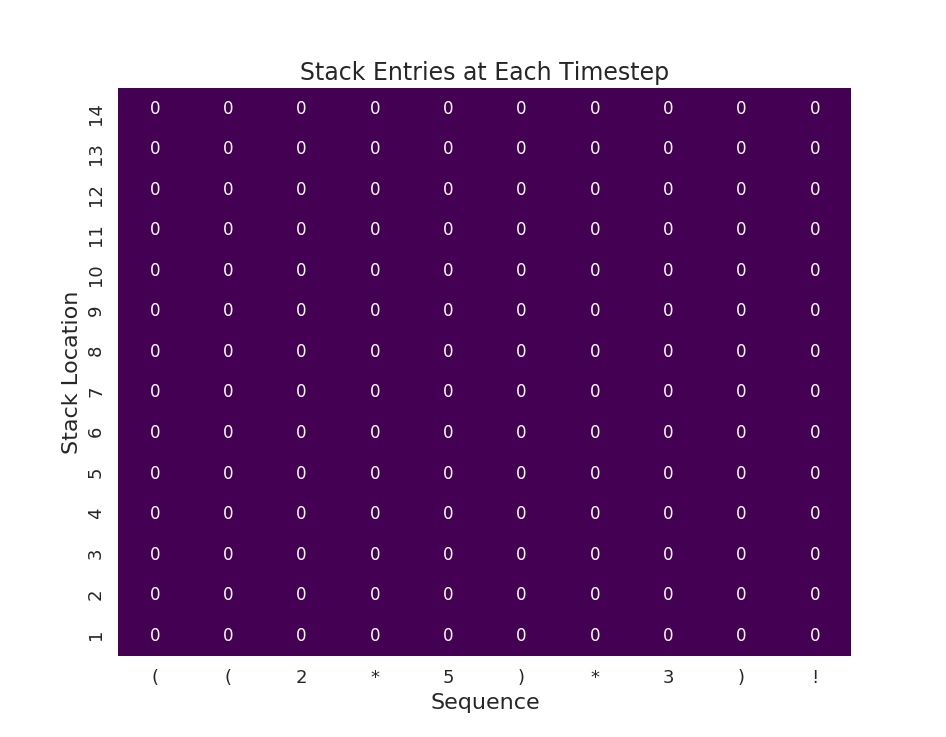 Stack Entries at Each Timestep
Stack Location
14 0 0 0 0 0 0 0 0 0 0
13 0 0 0 0 0 0 0 0 0 0
12 0 0 0 0 0 0 0 0 0 0
11 0 0 0 0 0 0 0 0 0 0
10 0 0 0 0 0 0 0 0 0 0
9 0 0 0 0 0 0 0 0 0 0
8 0 0 0 0 0 0 0 0 0 0
7 0 0 0 0 0 0 0 0 0 0
6 0 0 0 0 0 0 0 0 0 0
5 0 0 0 0 0 0 0 0 0 0
4 0 0 0 0 0 0 0 0 0 0
3 0 0 0 0 0 0 0 0 0 0
2 0 0 0 0 0 0 0 0 0 0
1 0 0 0 0 0 0 0 0 0 0
( ( 2 * 5 ) * 3 ) !
Sequence